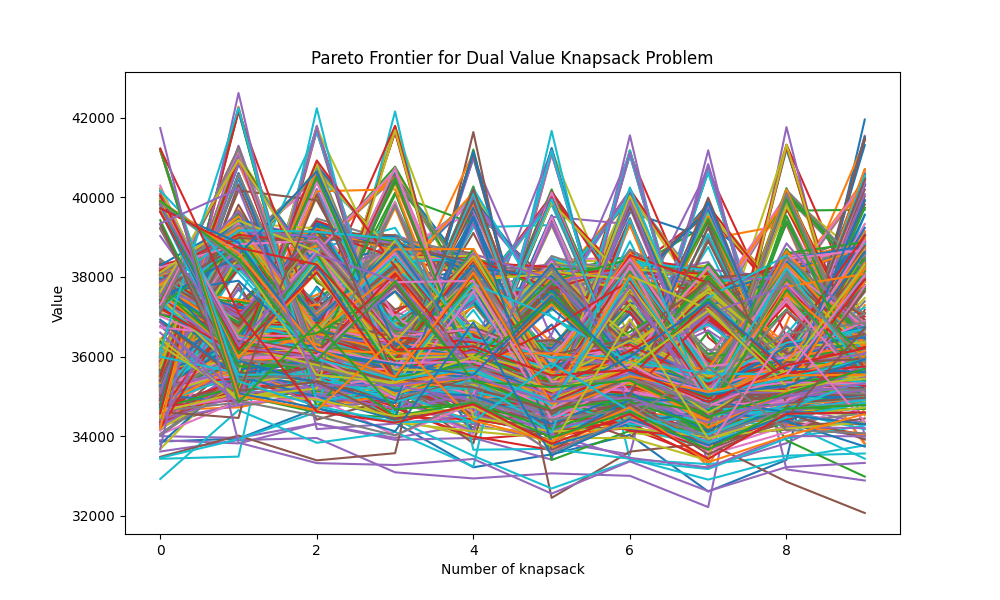 Pareto Frontier for Dual Value Knapsack Problem
42000
40000
38000
36000
34000
32000
Value
0 2 4 6 8
Number of knapsack